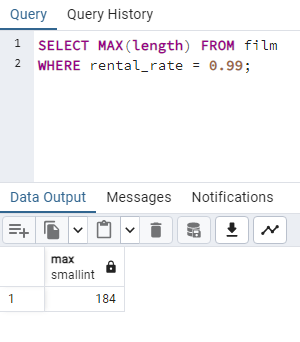 Query Query History
1 SELECT MAX(length) FROM film
2 WHERE rental_rate = 0.99;
Data Output Messages Notifications
max
smallint
1 184